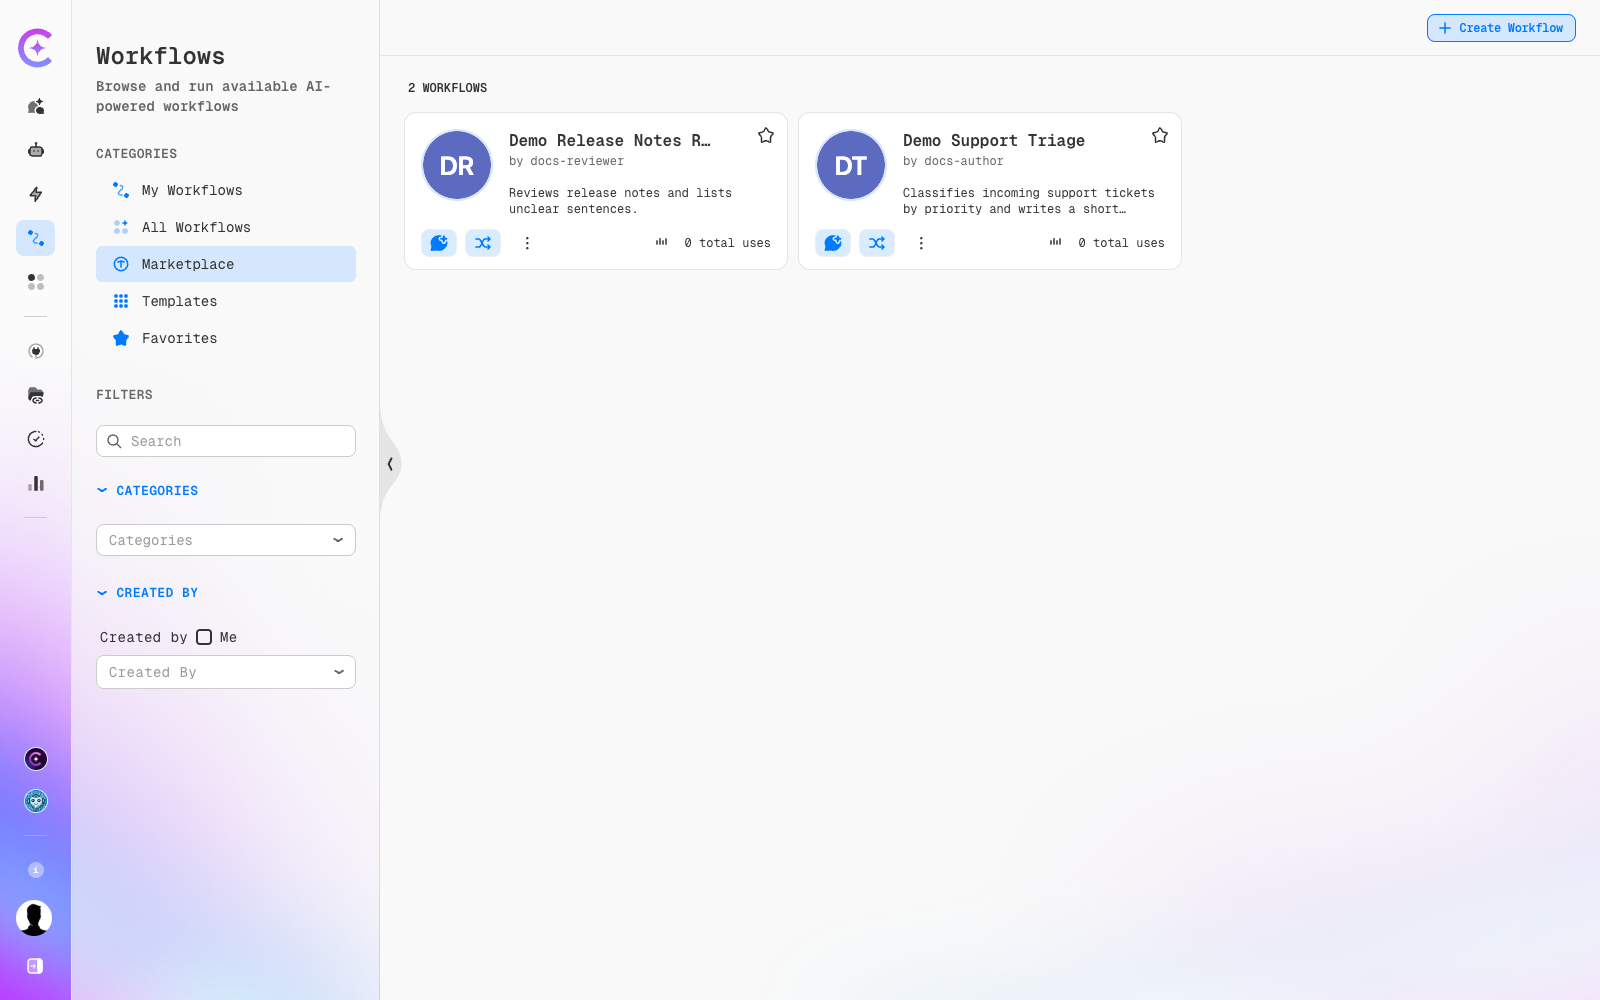 Workflows
Browse and run available AI-
powered workflows
CATEGORIES
My Workflows
All Workflows
Marketplace
Templates
Favorites
FILTERS
Search
CATEGORIES
Categories
CREATED BY
Created by Me
Created By
Create Workflow
2 WORKFLOWS
DR
Demo Release Notes R…
by docs-reviewer
Reviews release notes and lists
unclear sentences.
0 total uses
DT
Demo Support Triage
by docs-author
Classifies incoming support tickets
by priority and writes a short…
0 total uses